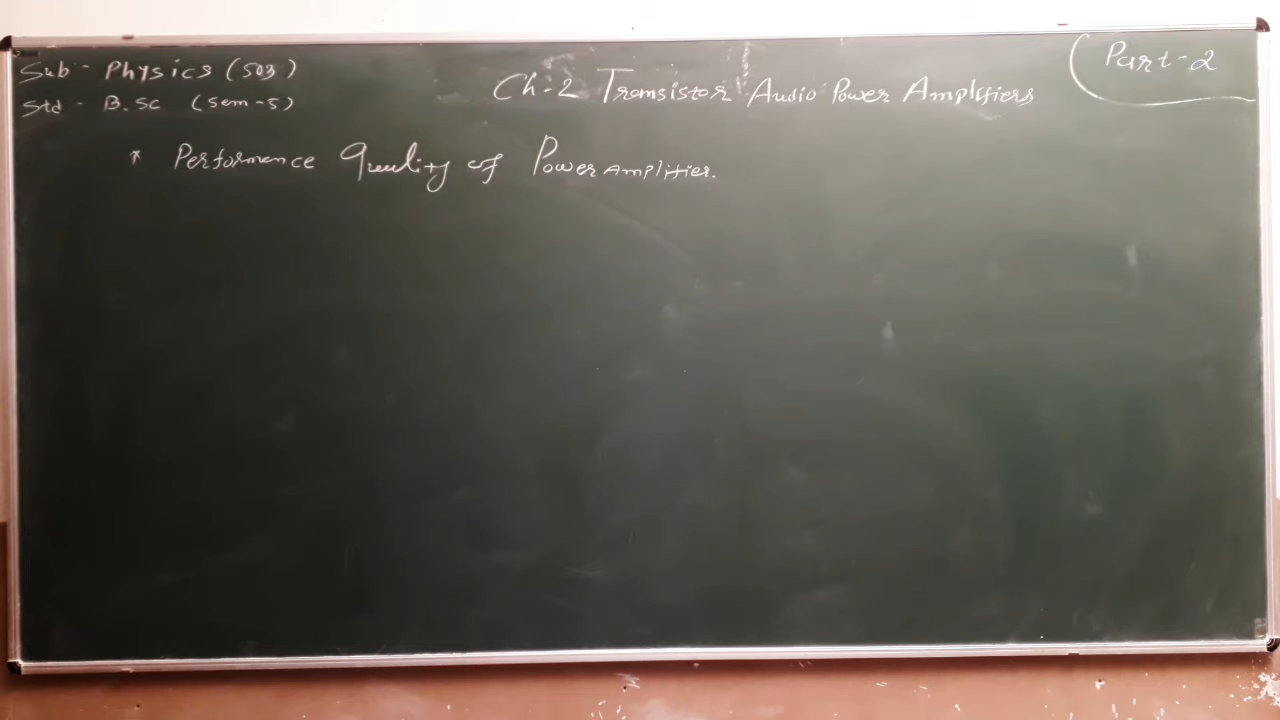 Sub - Physics (503)
Std - B.Sc (Sem-5)
Ch-2 Transistor Audio Power Amplifiers
Part-2
* Performence Quality of Power amplifier.